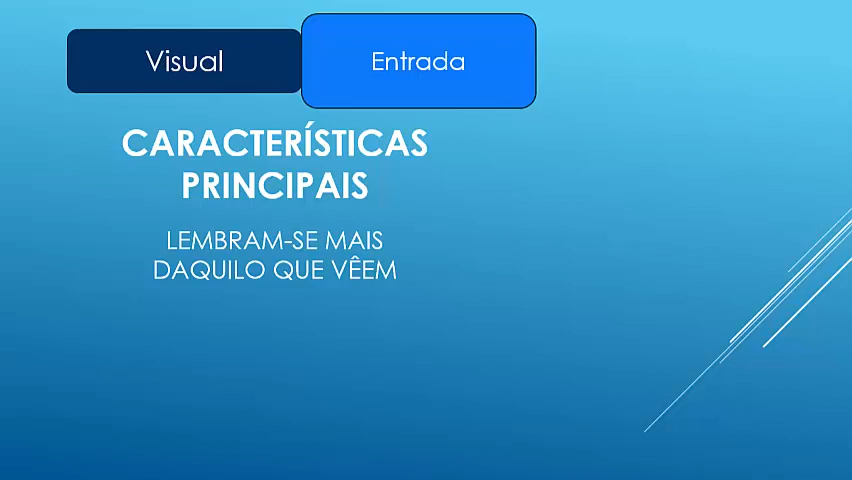 Visual
Entrada
CARACTERÍSTICAS
PRINCIPAIS
LEMBRAM-SE MAIS
DAQUILO QUE VÊEM